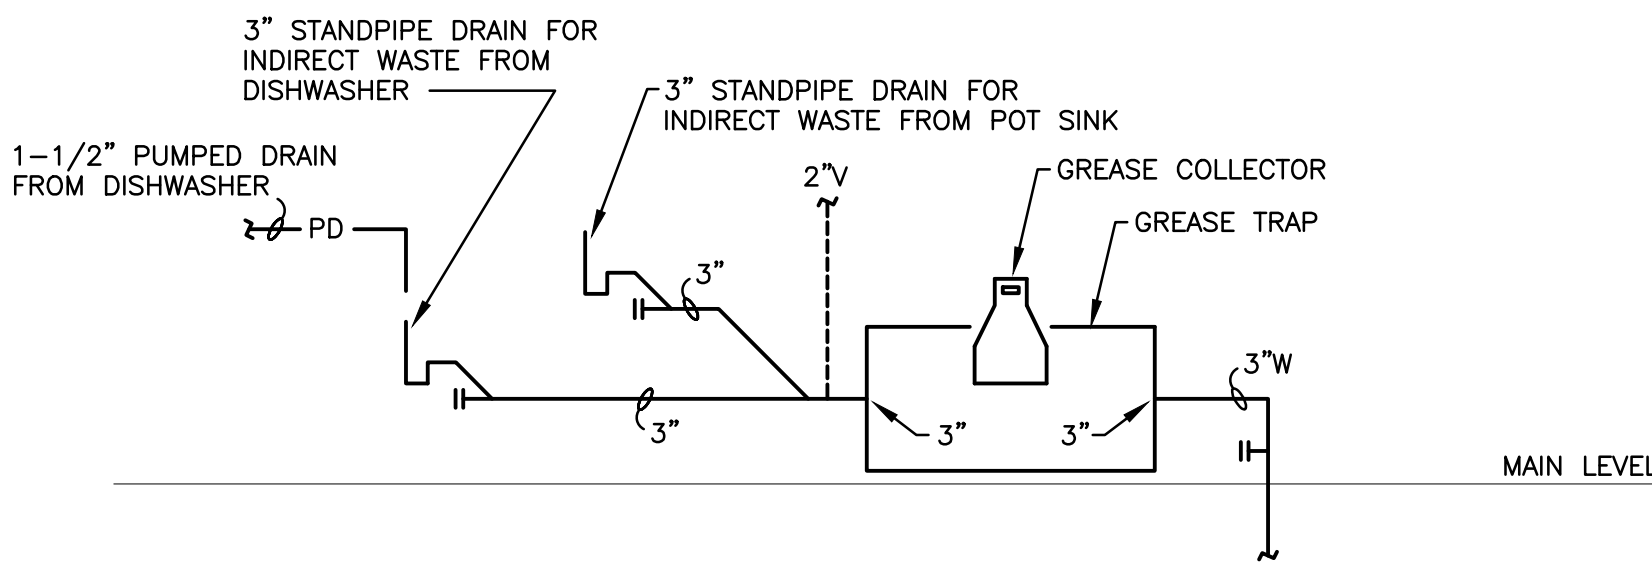 3” STANDPIPE DRAIN FOR
INDIRECT WASTE FROM
DISHWASHER
3” STANDPIPE DRAIN FOR
INDIRECT WASTE FROM POT SINK
1-1/2” PUMPED DRAIN
FROM DISHWASHER
PD
2”V
GREASE COLLECTOR
GREASE TRAP
3”
3”
3”
3”
3”W
MAIN LEVEL